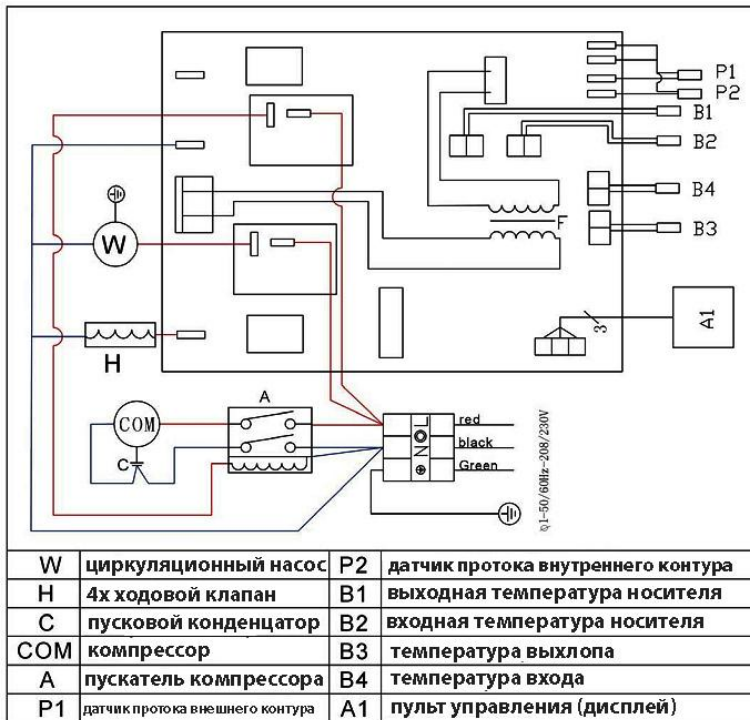 P1
P2
B1
B2
B4
F
B3
W
3
A1
H
A
COM
C
L
N
red
black
Green
Q1-50/60Hz-208/230V
W циркуляционный насос P2 датчик протока внутреннего контура
H 4х ходовой клапан B1 выходная температура носителя
C пусковой конденцатор B2 входная температура носителя
COM компрессор B3 температура выхлопа
A пускатель компрессора B4 температура входа
P1 датчик протока внешнего контура A1 пульт управления (дисплей)